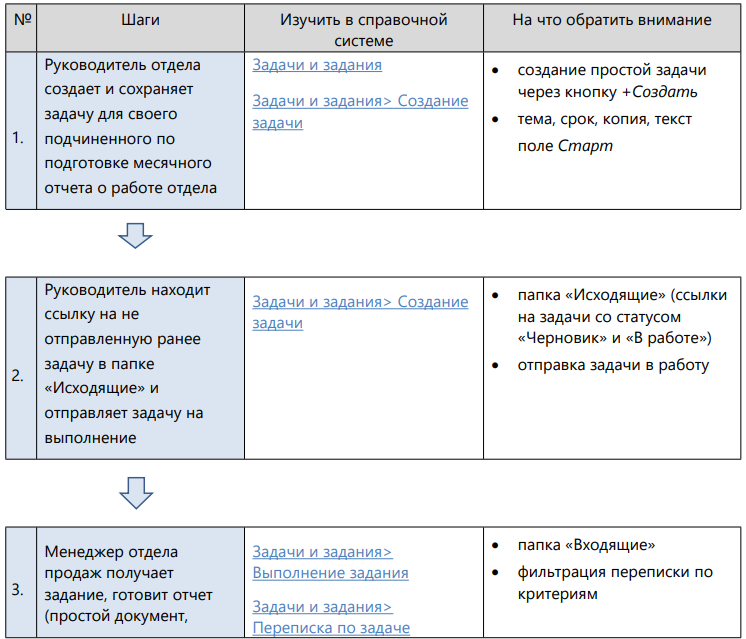 №
Шаги
Изучить в справочной
системе
На что обратить внимание
1.
Руководитель отдела
создает и сохраняет
задачу для своего
подчиненного по
подготовке месячного
отчета о работе отдела
Задачи и задания
Задачи и задания> Создание
задачи
• создание простой задачи
через кнопку +Создать
• тема, срок, копия, текст
поле Старт
2.
Руководитель находит
ссылку на не
отправленную ранее
задачу в папке
«Исходящие» и
отправляет задачу на
выполнение
Задачи и задания> Создание
задачи
• папка «Исходящие» (ссылки
на задачи со статусом
«Черновик» и «В работе»)
• отправка задачи в работу
3.
Менеджер отдела
продаж получает
задание, готовит отчет
(простой документ,
Задачи и задания>
Выполнение задания
Задачи и задания>
Переписка по задаче
• папка «Входящие»
• фильтрация переписки по
критериям